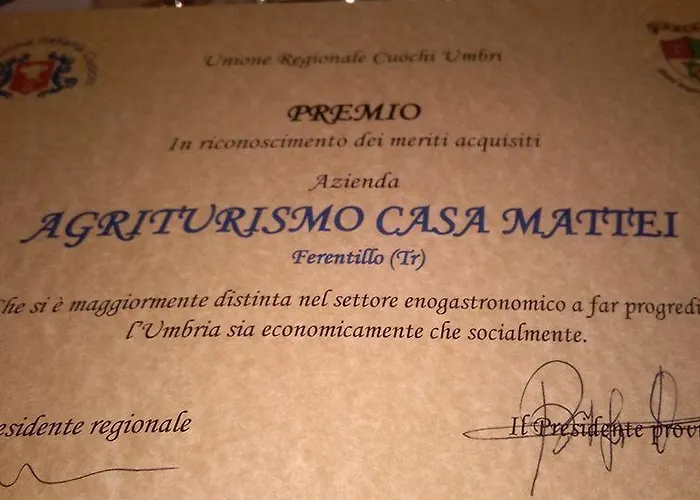 Unione Regionale Cuochi Umbri
PREMIO
In riconoscimento dei meriti acquisiti
Azienda
AGRITURISMO CASA MATTEI
Ferentillo (Tr)
Che si è maggiormente distinta nel settore enogastronomico a far progredi
l'Umbria sia economicamente che socialmente.
esidente regionale
Il Presidente prov